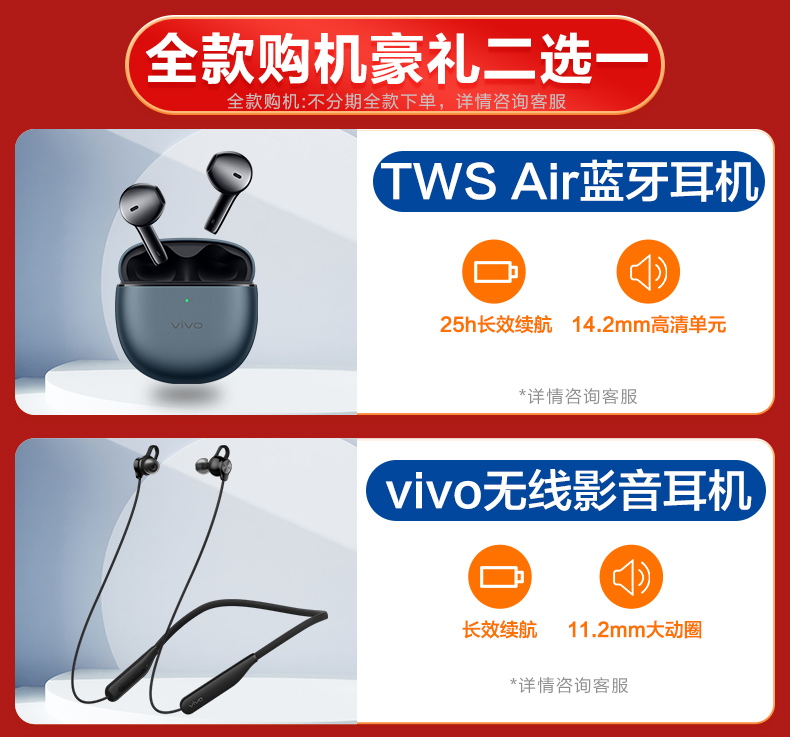 全款购机豪礼二选一
全款购机:不分期全款下单，详情咨询客服
TWS Air蓝牙耳机
25h长效续航 14.2mm高清单元
*详情咨询客服
vivo
vivo无线影音耳机
长效续航 11.2mm大动圈
*详情咨询客服
vivo